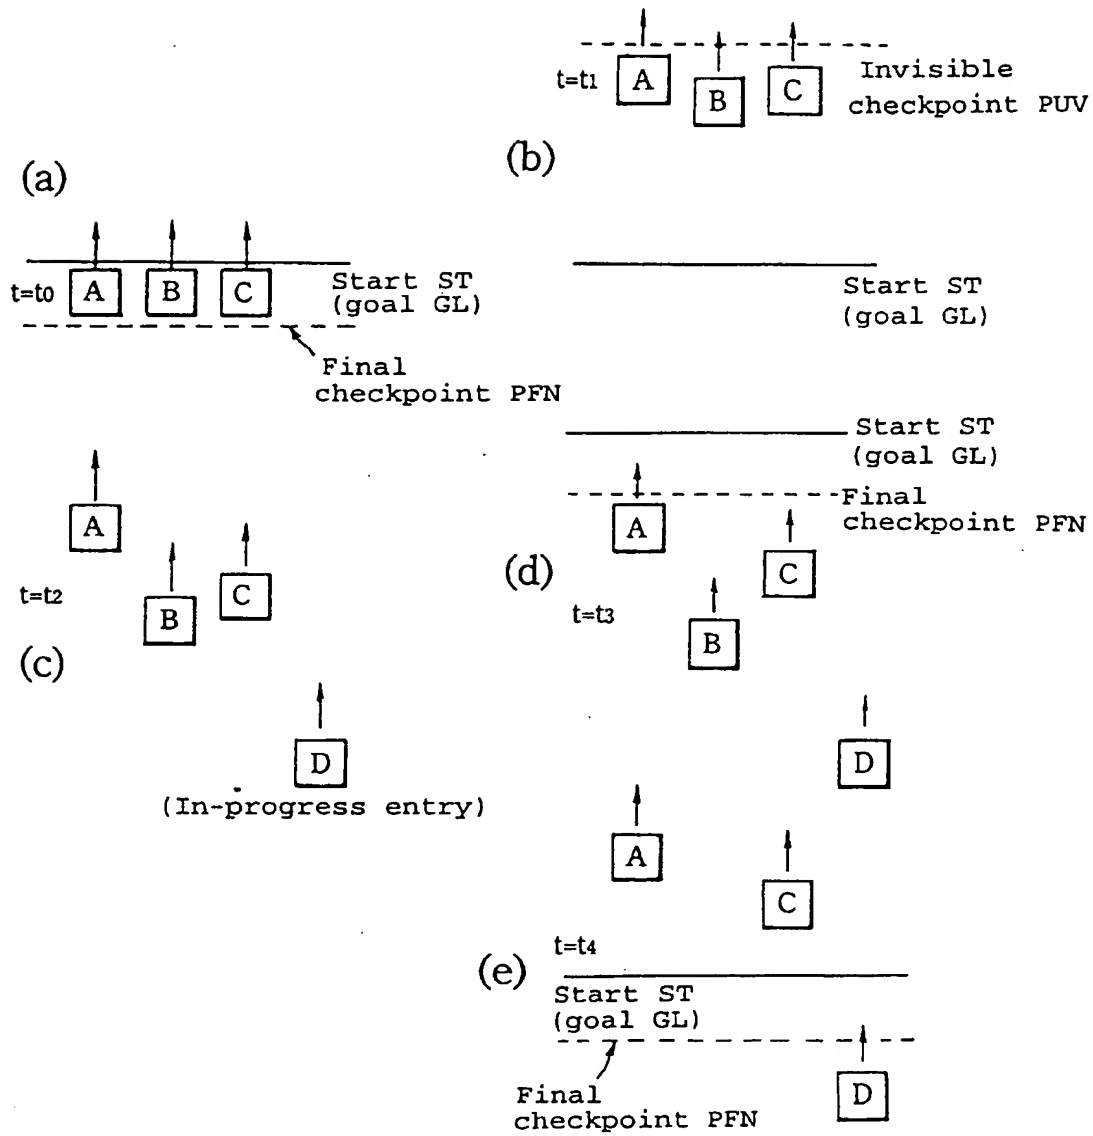 (a)
t=t0
A
B
C
Start ST
(goal GL)
Final
checkpoint PFN
(b)
t=t1
A
B
C
Invisible
checkpoint PUV
Start ST
(goal GL)
(c)
t=t2
A
B
C
D
(In-progress entry)
(d)
t=t3
Start ST
(goal GL)
Final
checkpoint PFN
A
B
C
D
(e)
t=t4
A
C
Start ST
(goal GL)
D
Final
checkpoint PFN